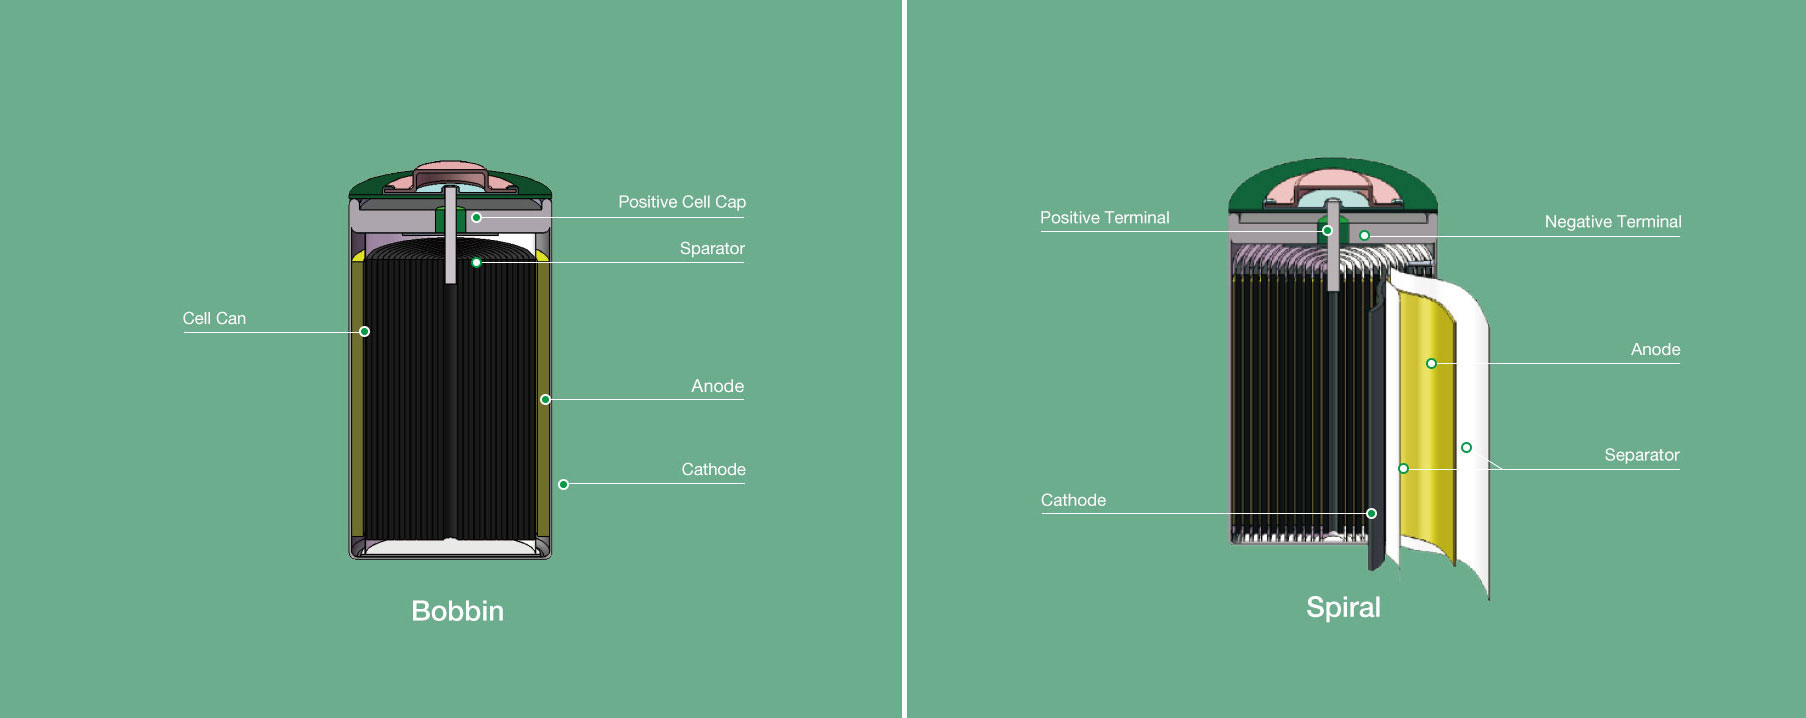 Positive Cell Cap
Sparator
Cell Can
Anode
Cathode
Bobbin
Positive Terminal
Negative Terminal
Anode
Separator
Cathode
Spiral